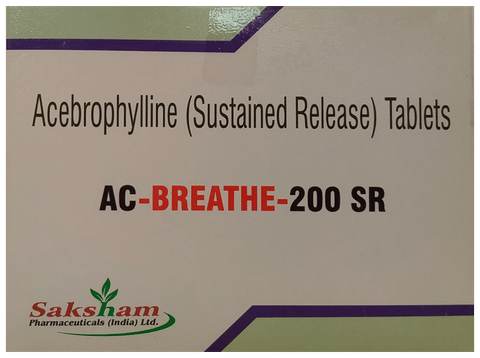 Acebrophylline (Sustained Release) Tablets
AC-BREATHE-200 SR
Saksham
Pharmaceuticals (India) Ltd.